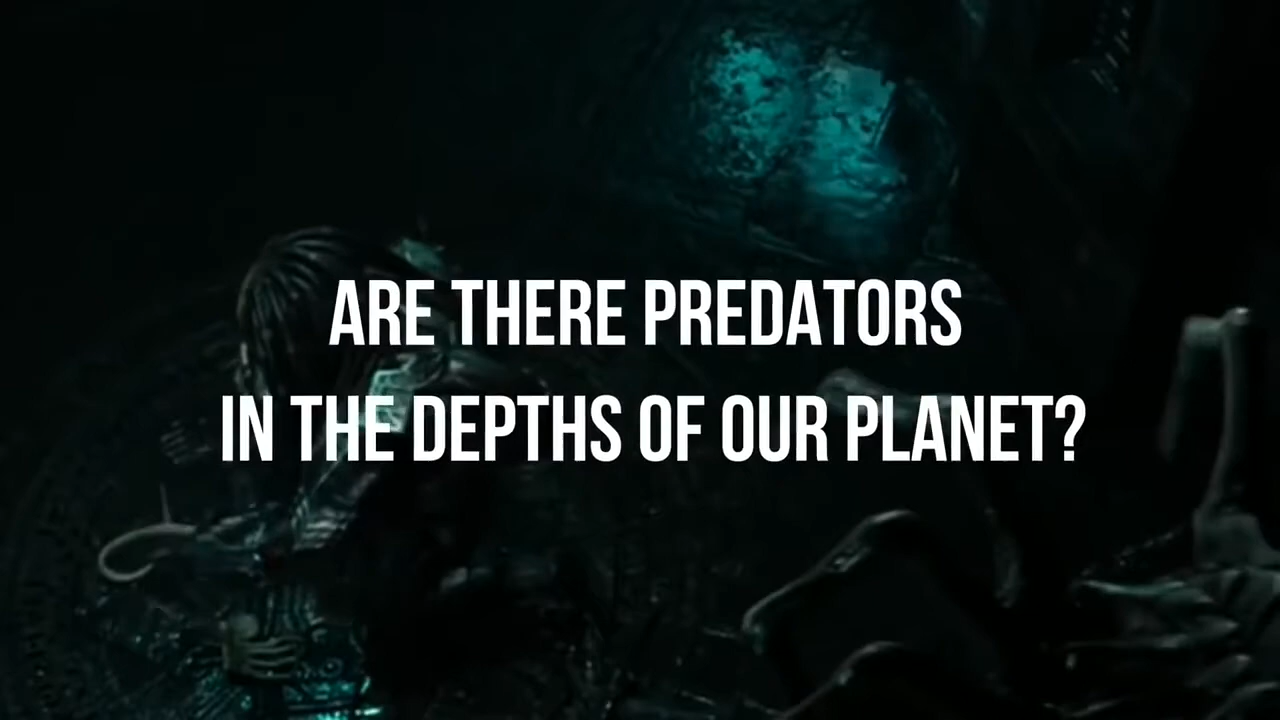 ARE THERE PREDATORS
IN THE DEPTHS OF OUR PLANET?